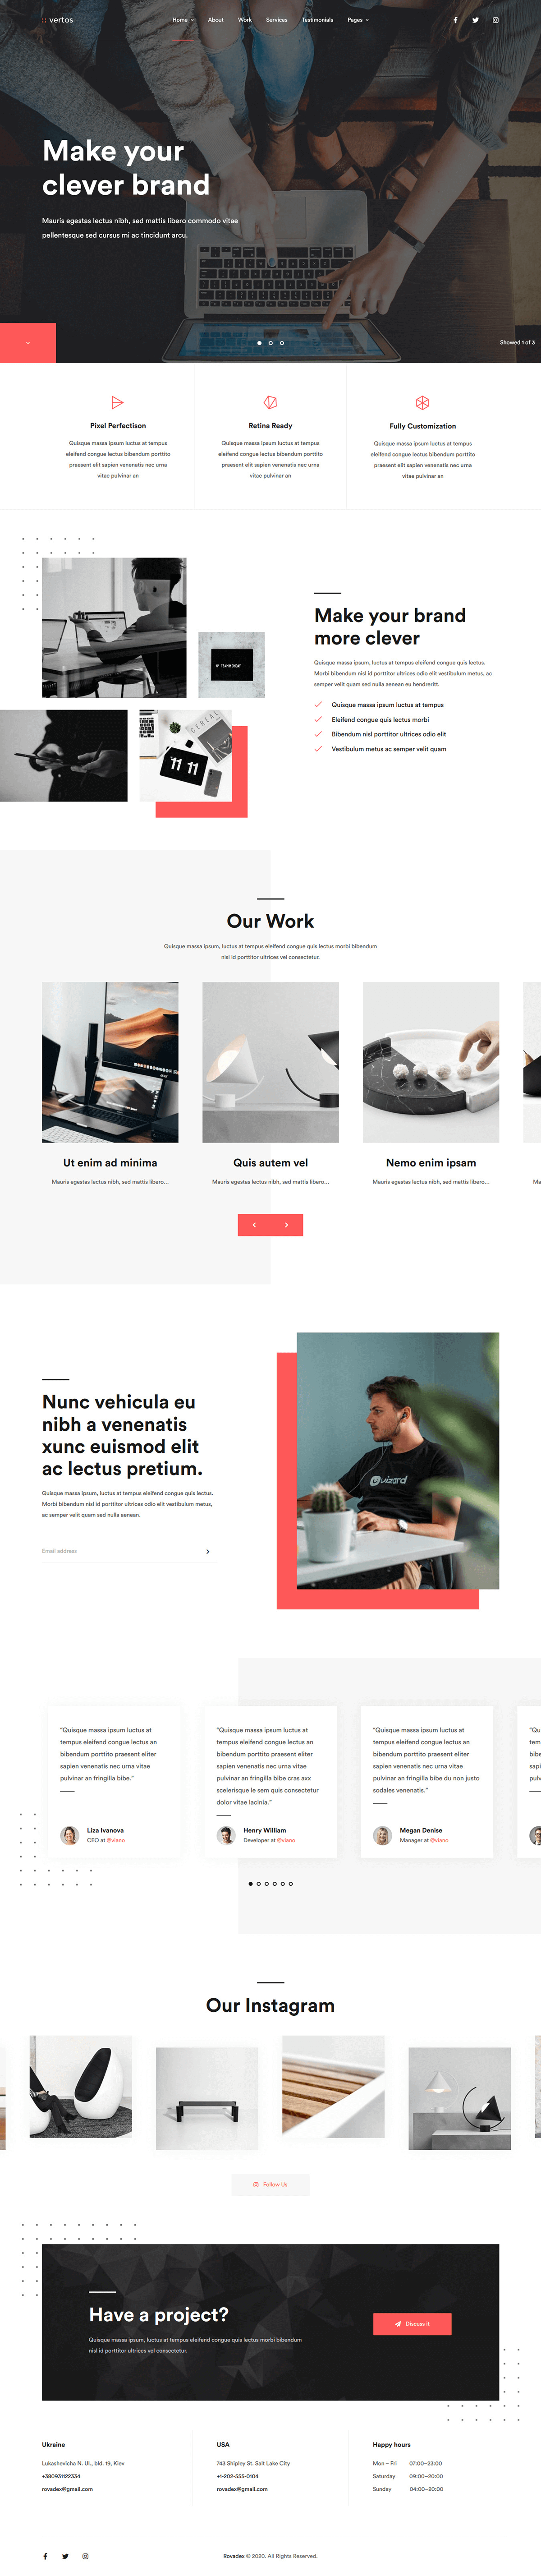 :: vertos
Home
About
Work
Services
Testimonials
Pages
Make your
clever brand
Mauris egestas lectus nibh, sed mattis libero commodo vitae
pellentesque sed cursus mi ac tincidunt arcu.
Showed 1 of 3
Pixel Perfectison
Quisque massa ipsum luctus at tempus
eleifend congue lectus bibendum porttito
praesent elit sapien venenatis nec urna
vitae pulvinar an
Retina Ready
Quisque massa ipsum luctus at tempus
eleifend congue lectus bibendum porttito
praesent elit sapien venenatis nec urna
vitae pulvinar an
Fully Customization
Quisque massa ipsum luctus at tempus
eleifend congue lectus bibendum porttito
praesent elit sapien venenatis nec urna
vitae pulvinar an
CEREAL
11 11
Make your brand
more clever
Quisque massa ipsum, luctus at tempus eleifend congue quis lectus.
Morbi bibendum nisl id porttitor ultrices odio elit vestibulum metus, ac
semper velit quam sed nulla aenean eu hendreritt.
Quisque massa ipsum luctus at tempus
Eleifend congue quis lectus morbi
Bibendum nisl porttitor ultrices odio elit
Vestibulum metus ac semper velit quam
Our Work
Quisque massa ipsum, luctus at tempus eleifend congue quis lectus morbi bibendum
nisl id porttitor ultrices vel consectetur.
Ut enim ad minima
Mauris egestas lectus nibh, sed mattis libero...
Quis autem vel
Mauris egestas lectus nibh, sed mattis libero...
Nemo enim ipsam
Mauris egestas lectus nibh, sed mattis libero...
Ma
Nunc vehicula eu
nibh a venenatis
xunc euismod elit
ac lectus pretium.
Quisque massa ipsum, luctus at tempus eleifend congue quis lectus.
Morbi bibendum nisl id porttitor ultrices odio elit vestibulum metus,
ac semper velit quam sed nulla aenean.
Email address
wizard
"Quisque massa ipsum luctus at
tempus eleifend congue lectus an
bibendum porttito praesent eliter
sapien venenatis nec urna vitae
pulvinar an fringilla bibe."
Liza Ivanova
CEO at @viano
"Quisque massa ipsum luctus at
tempus eleifend congue lectus an
bibendum porttito praesent eliter
sapien venenatis nec urna vitae
pulvinar an fringilla bibe cras axx
scelerisque le sem quis consectetur
dolor vitae lacinia."
Henry William
Developer at @viano
"Quisque massa ipsum luctus at
tempus eleifend congue lectus an
bibendum porttito praesent eliter
sapien venenatis nec urna vitae
pulvinar an fringilla bibe du non justo
sodales venenatis."
Megan Denise
Manager at @viano
"Qu
tem
bibe
sap
pulv
Our Instagram
Follow Us
Have a project?
Quisque massa ipsum, luctus at tempus eleifend congue quis lectus morbi bibendum
nisl id porttitor ultrices vel consectetur.
Discuss it
Ukraine
Lukashevicha N. Ul., bld. 19, Kiev
+380931122334
rovadex@gmail.com
USA
743 Shipley St. Salt Lake City
+1-202-555-0104
rovadex@gmail.com
Happy hours
Mon – Fri 07:00–23:00
Saturday 09:00–20:00
Sunday 04:00–20:00
Rovadex © 2020. All Rights Reserved.